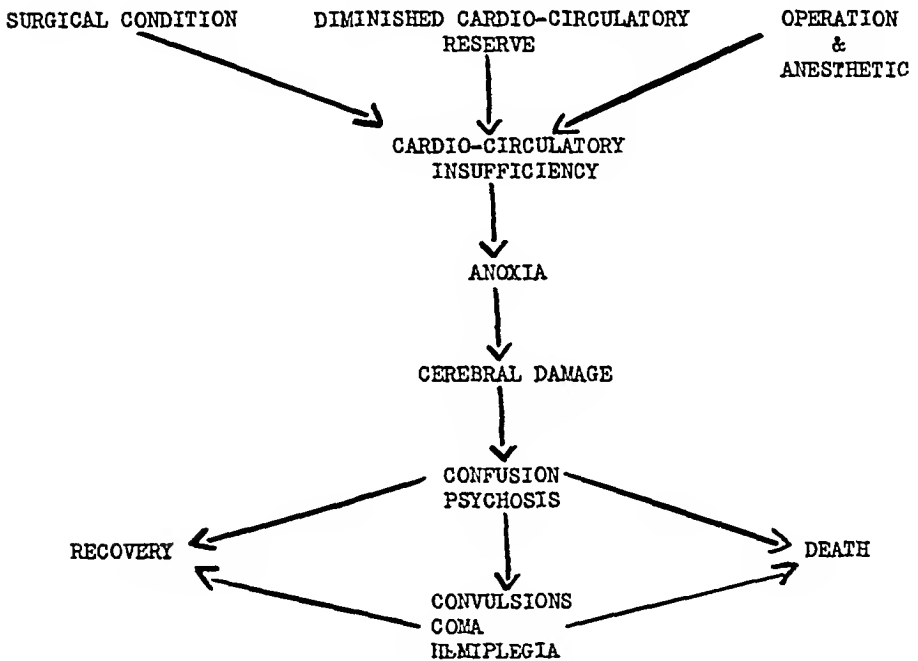 SURGICAL CONDITION
DIMINISHED CARDIO-CIRCULATORY
RESERVE
OPERATION
&
ANESTHETIC
CARDIO-CIRCULATORY
INSUFFICIENCY
ANOXIA
CEREBRAL DAMAGE
CONFUSION
PSYCHOSIS
RECOVERY
DEATH
CONVULSIONS
COMA
HEMIPLEGIA